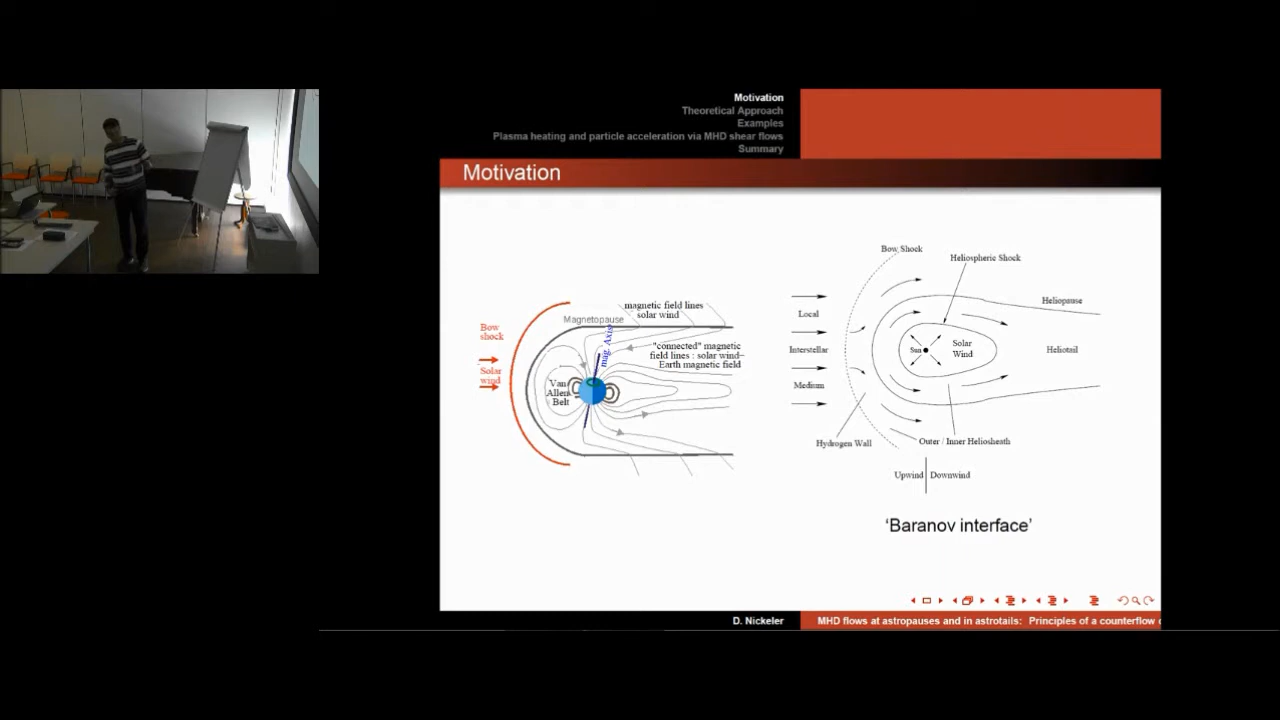 Motivation
Theoretical Approach
Examples
Plasma heating and particle acceleration via MHD shear flows
Summary
Motivation
Bow
shock
Solar
wind
Magnetopause
magnetic field lines
solar wind
mag. Axis
"connected" magnetic
field lines : solar wind–
Earth magnetic field
Van
Allen
Belt
Bow Shock
Heliospheric Shock
Heliopause
Local
Interstellar
Medium
Sun
Solar
Wind
Heliotail
Hydrogen Wall
Outer / Inner Heliosheath
Upwind
Downwind
‘Baranov interface’
D. Nickeler
MHD flows at astropauses and in astrotails: Principles of a counterflow